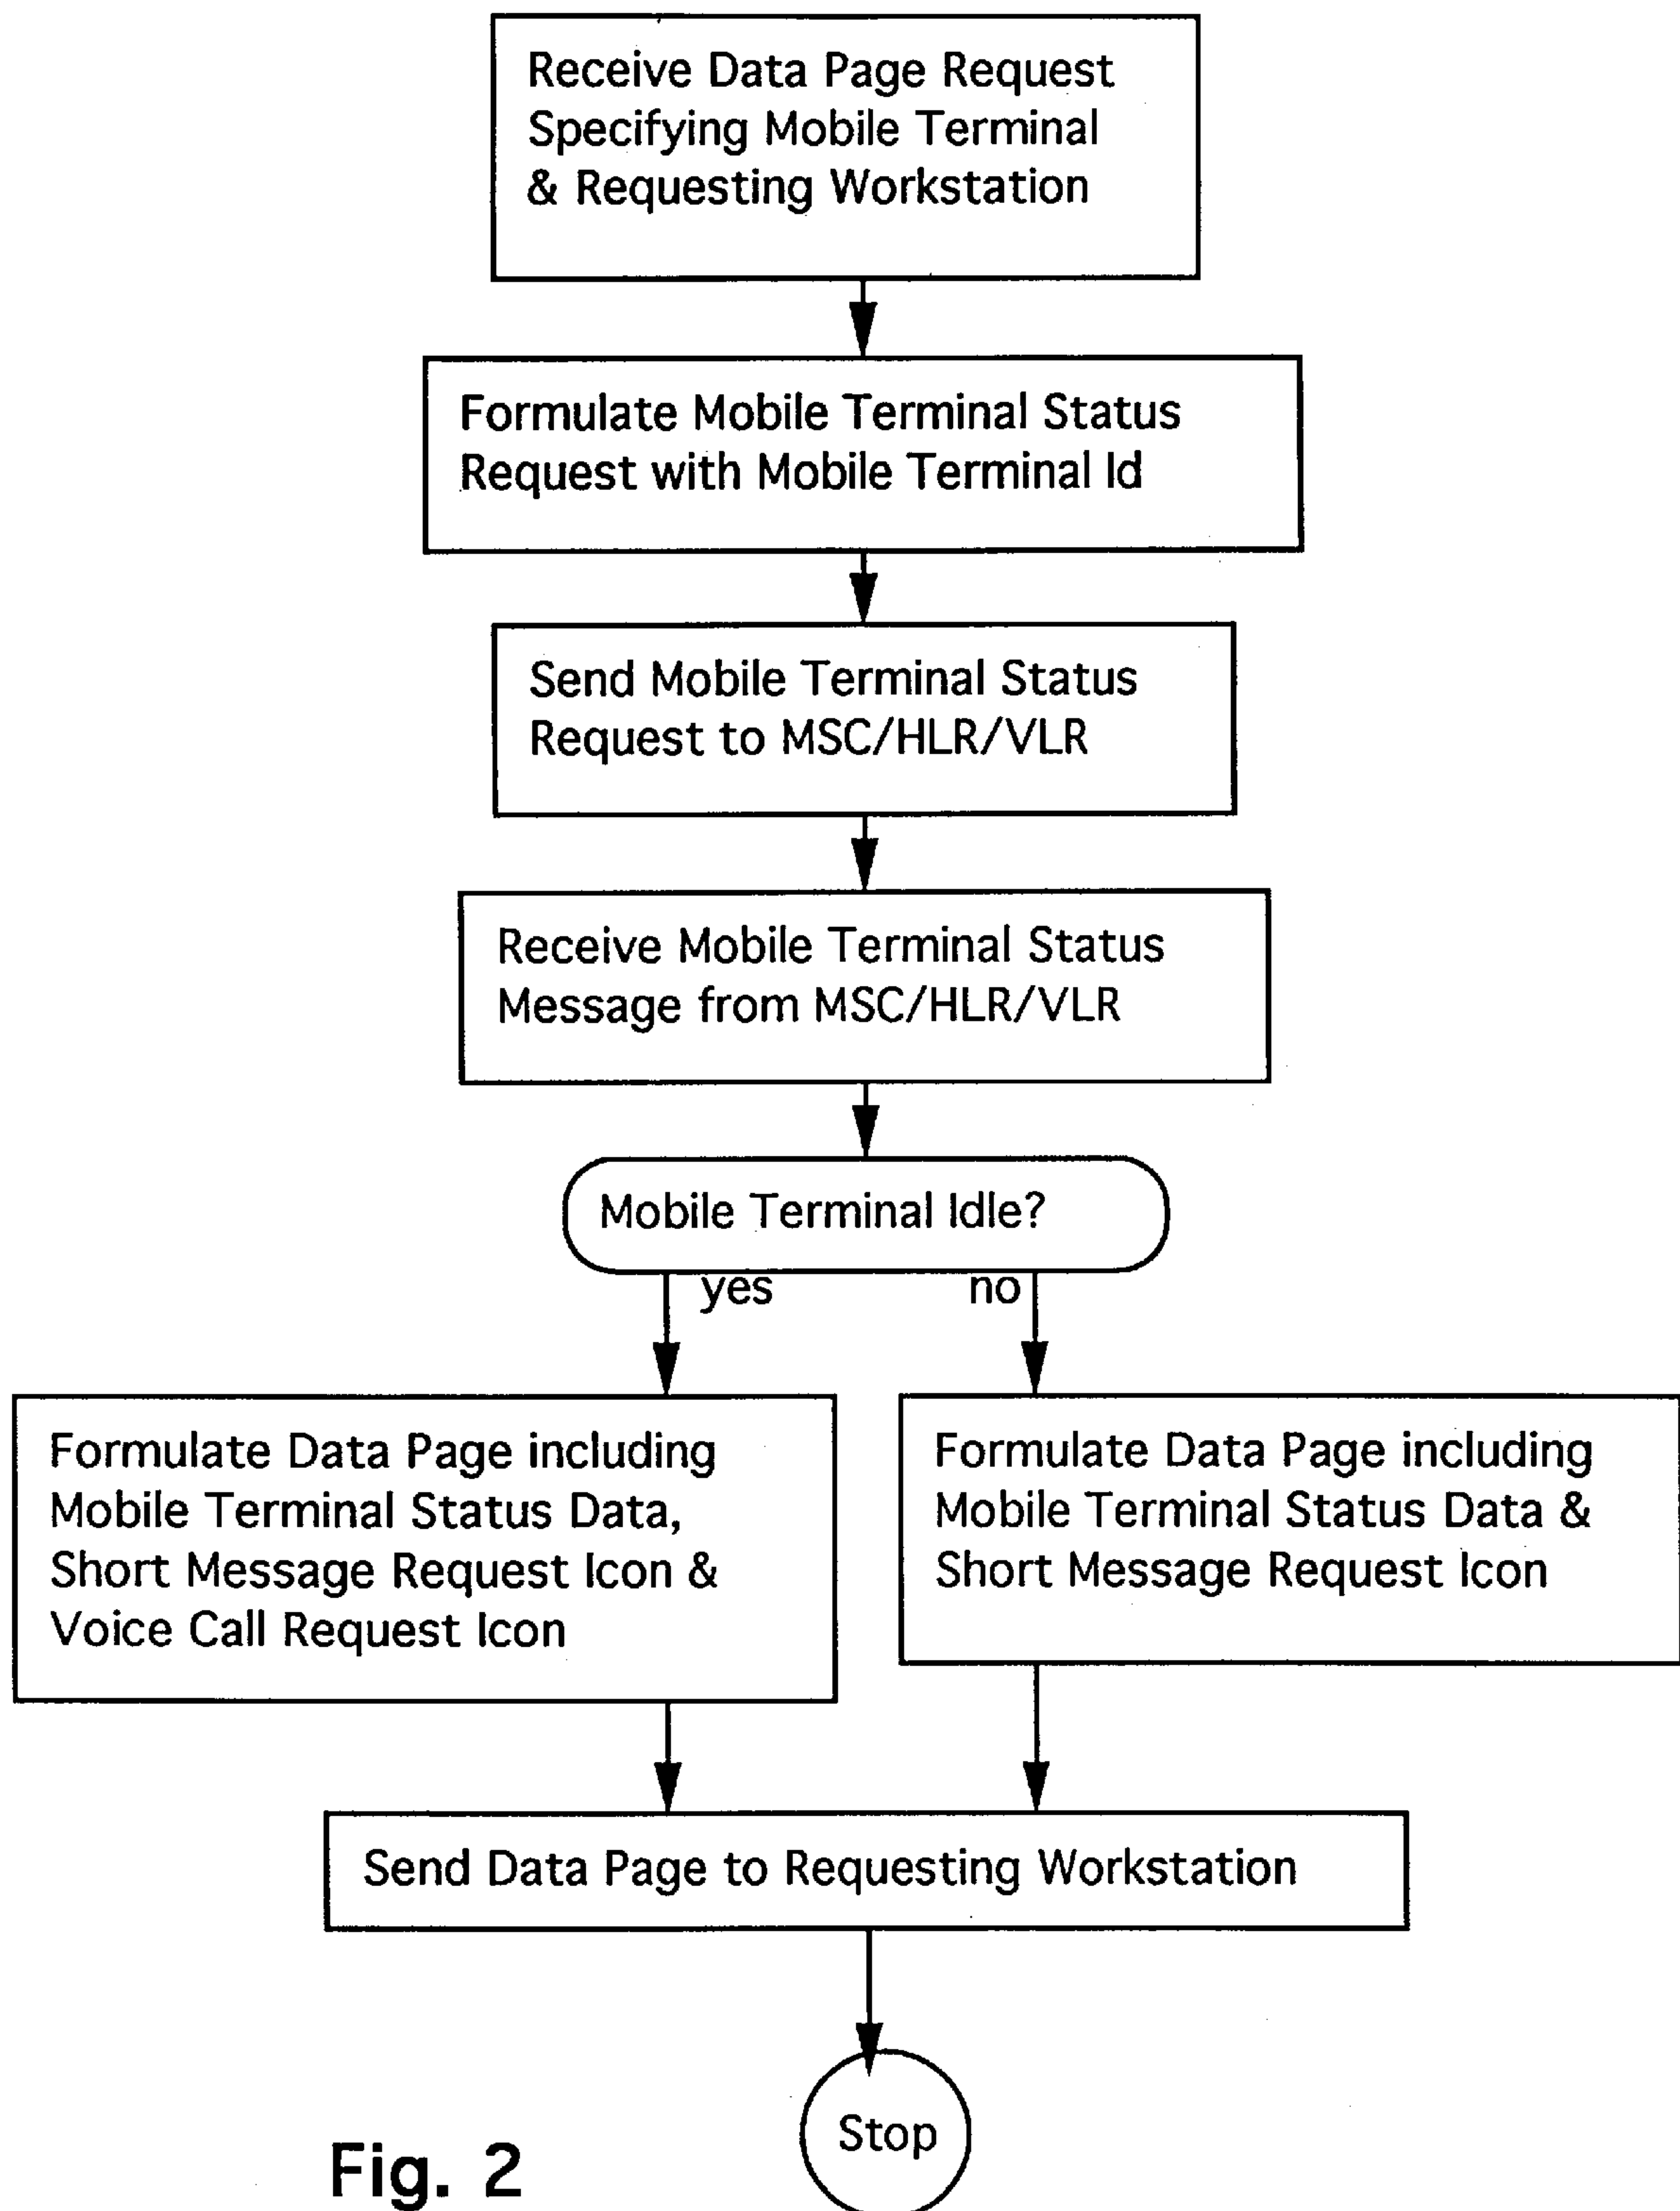 Receive Data Page Request
Specifying Mobile Terminal
& Requesting Workstation
Formulate Mobile Terminal Status
Request with Mobile Terminal Id
Send Mobile Terminal Status
Request to MSC/HLR/VLR
Receive Mobile Terminal Status
Message from MSC/HLR/VLR
Mobile Terminal Idle?
yes
no
Formulate Data Page including
Mobile Terminal Status Data,
Short Message Request Icon &
Voice Call Request Icon
Formulate Data Page including
Mobile Terminal Status Data &
Short Message Request Icon
Send Data Page to Requesting Workstation
Stop
Fig. 2